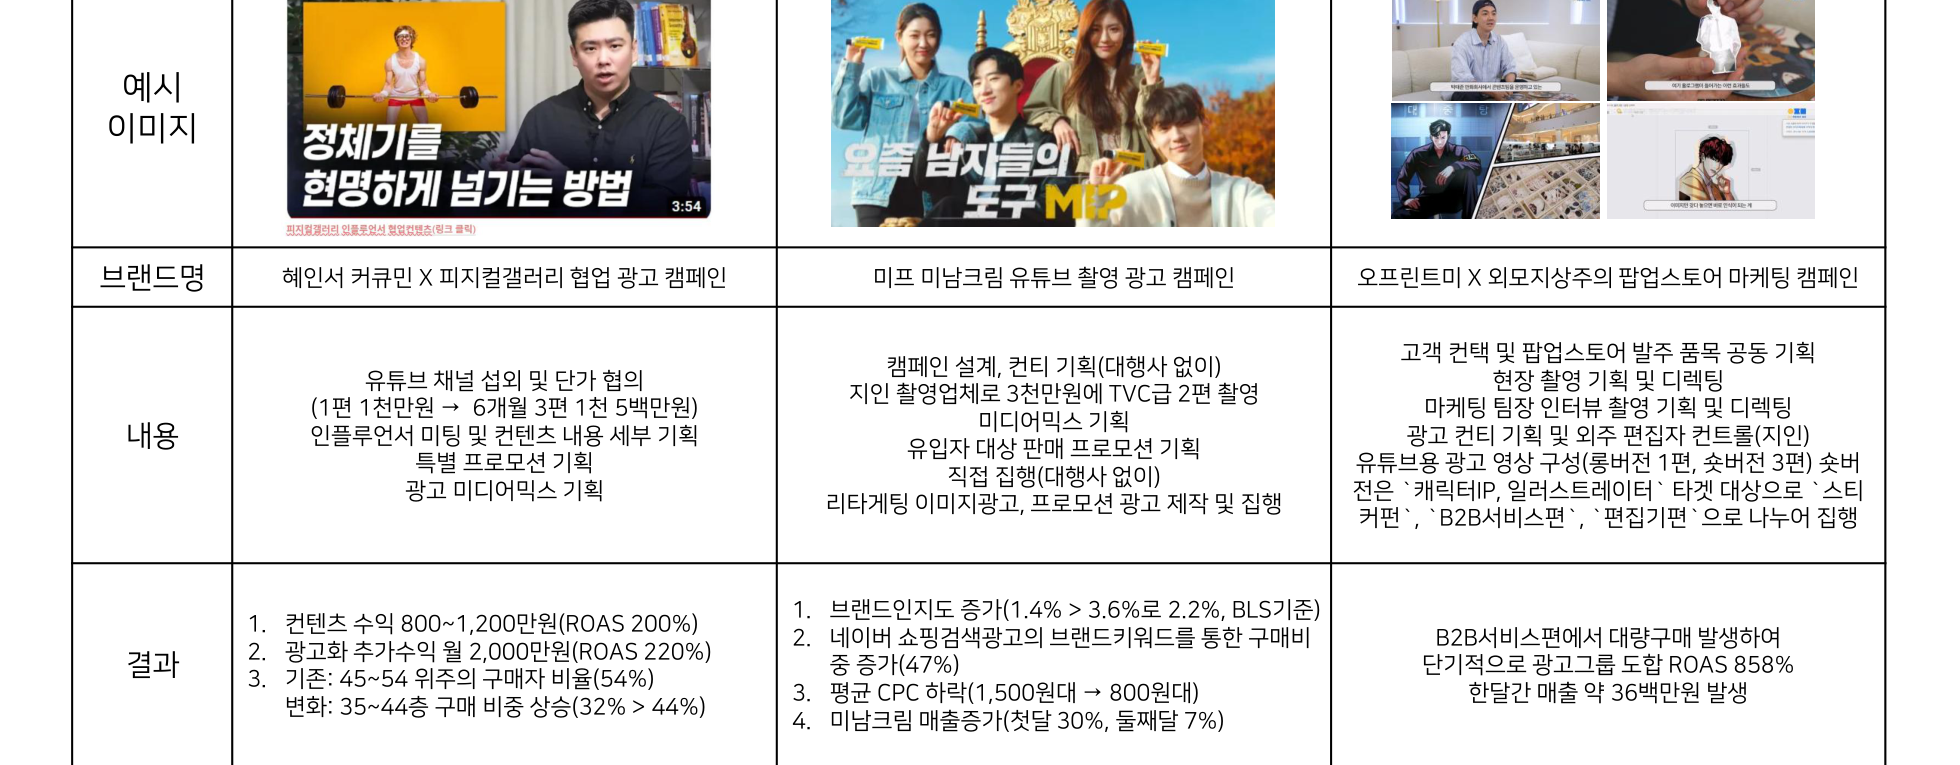 예시
이미지
정체기를
현명하게 넘기는 방법
3:54
피지컬갤러리 인플루언서 협업컨텐츠(링크 클릭)
요즘 남자들의
도구 MI?
이미지만 갖다 놓으면 바로 인식이 되는 게
브랜드명
혜인서 커큐민 X 피지컬갤러리 협업 광고 캠페인
미프 미남크림 유튜브 촬영 광고 캠페인
오프린트미 X 외모지상주의 팝업스토어 마케팅 캠페인
내용
유튜브 채널 섭외 및 단가 협의
(1편 1천만원 → 6개월 3편 1천 5백만원)
인플루언서 미팅 및 컨텐츠 내용 세부 기획
특별 프로모션 기획
광고 미디어믹스 기획
캠페인 설계, 컨티 기획(대행사 없이)
지인 촬영업체로 3천만원에 TVC급 2편 촬영
미디어믹스 기획
유입자 대상 판매 프로모션 기획
직접 집행(대행사 없이)
리타게팅 이미지광고, 프로모션 광고 제작 및 집행
고객 컨택 및 팝업스토어 발주 품목 공동 기획
현장 촬영 기획 및 디렉팅
마케팅 팀장 인터뷰 촬영 기획 및 디렉팅
광고 컨티 기획 및 외주 편집자 컨트롤(지인)
유튜브용 광고 영상 구성(롱버전 1편, 숏버전 3편) 숏버
전은 `캐릭터IP, 일러스트레이터` 타겟 대상으로 `스티
커펀`, `B2B서비스편`, `편집기편`으로 나누어 집행
결과
1. 컨텐츠 수익 800~1,200만원(ROAS 200%)
2. 광고화 추가수익 월 2,000만원(ROAS 220%)
3. 기존: 45~54 위주의 구매자 비율(54%)
변화: 35~44층 구매 비중 상승(32% > 44%)
1. 브랜드인지도 증가(1.4% > 3.6%로 2.2%, BLS기준)
2. 네이버 쇼핑검색광고의 브랜드키워드를 통한 구매비
중 증가(47%)
3. 평균 CPC 하락(1,500원대 → 800원대)
4. 미남크림 매출증가(첫달 30%, 둘째달 7%)
B2B서비스편에서 대량구매 발생하여
단기적으로 광고그룹 도합 ROAS 858%
한달간 매출 약 36백만원 발생